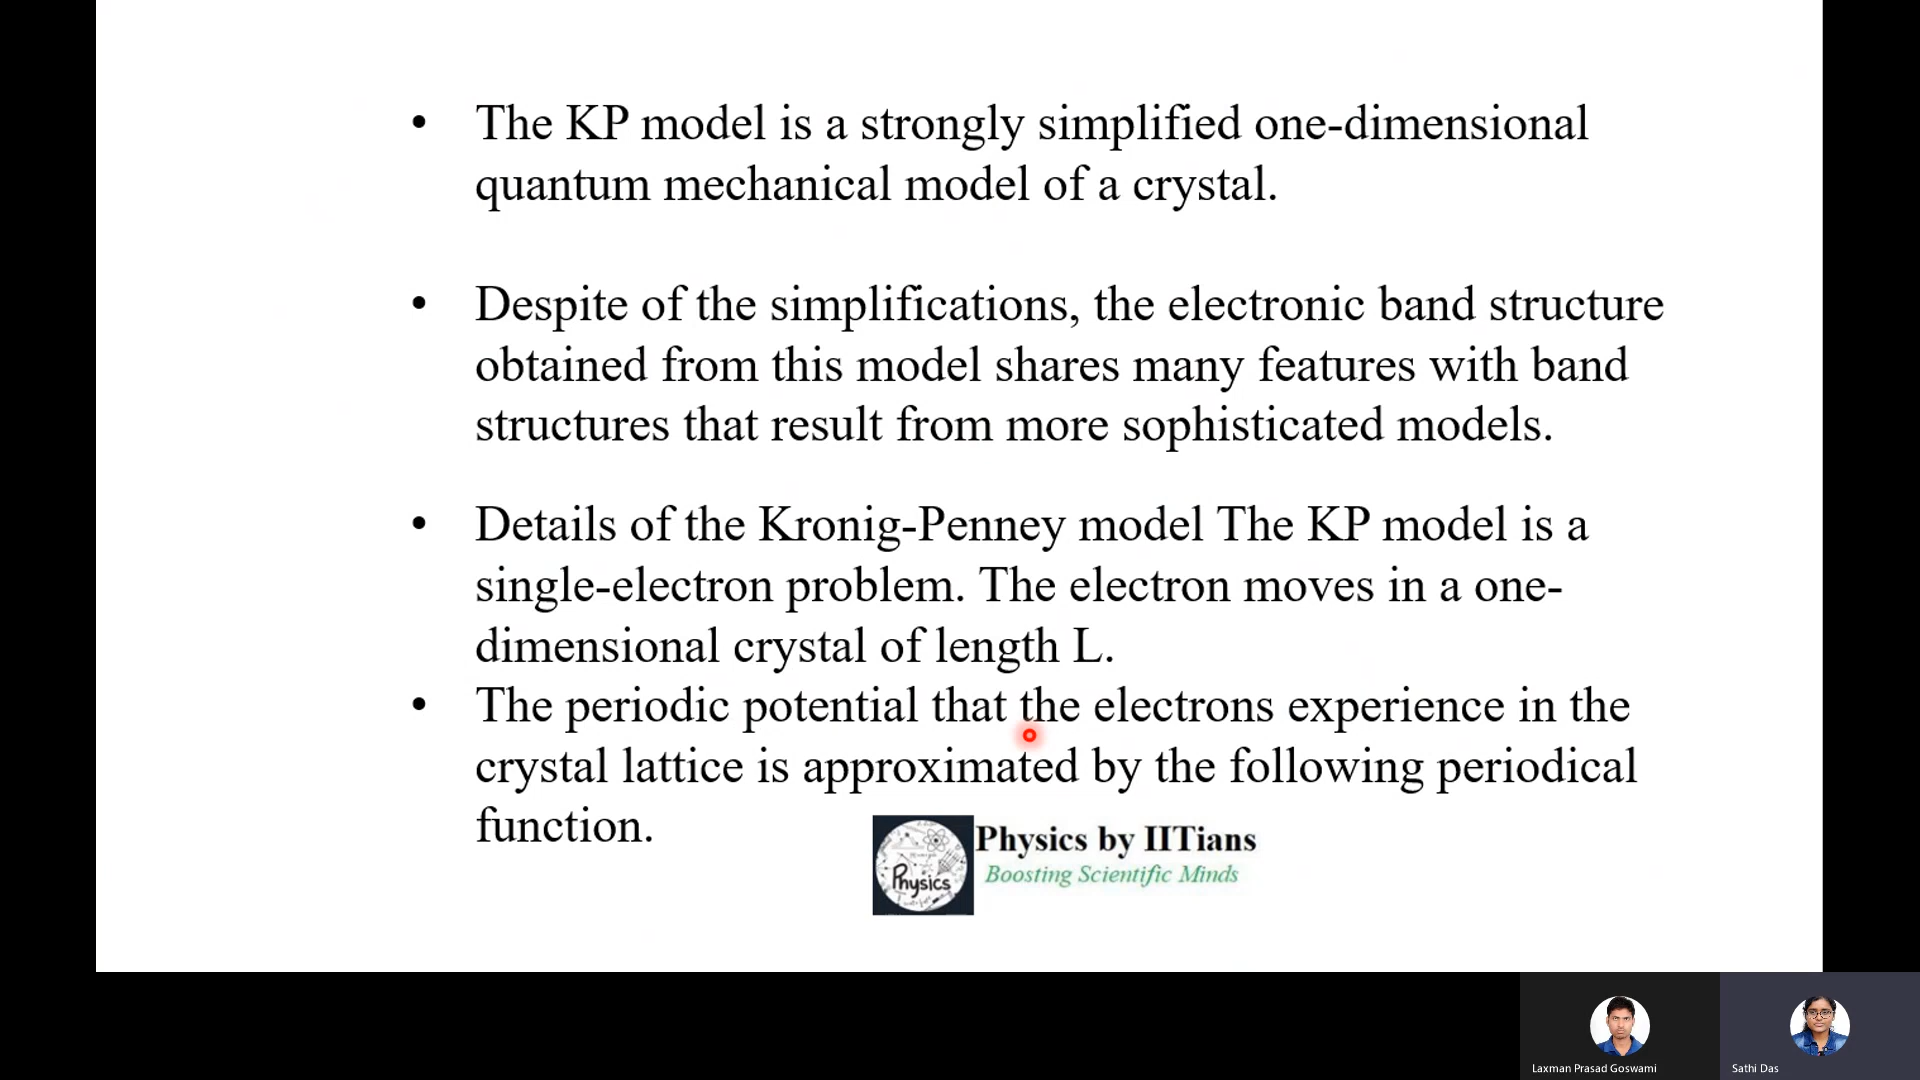 • The KP model is a strongly simplified one-dimensional
quantum mechanical model of a crystal.
• Despite of the simplifications, the electronic band structure
obtained from this model shares many features with band
structures that result from more sophisticated models.
• Details of the Kronig-Penney model The KP model is a
single-electron problem. The electron moves in a one-
dimensional crystal of length L.
• The periodic potential that the electrons experience in the
crystal lattice is approximated by the following periodical
function.
Physics
Physics by IITians
Boosting Scientific Minds
Laxman Prasad Goswami
Sathi Das